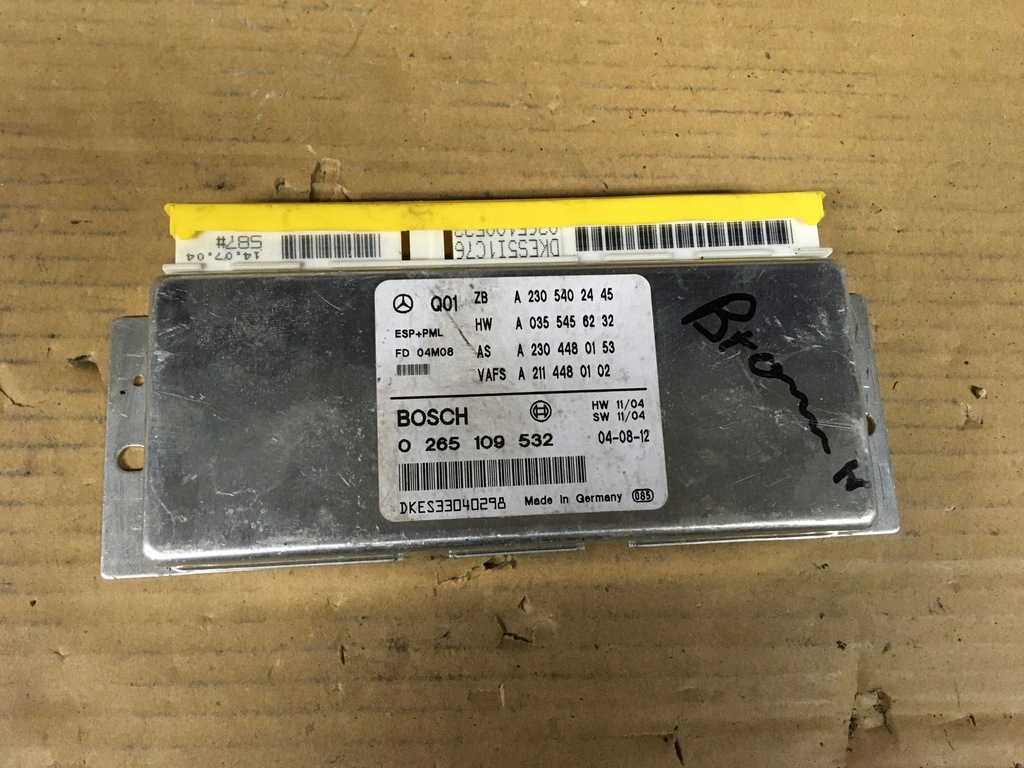 14.07.04
587#
DKES5I1C76
Q01 ZB A 230 540 24 45
ESP+PML HW A 035 545 62 32
FD 04M08 AS A 230 448 01 53
VAFS A 211 448 01 02
BOSCH HW 11/04
SW 11/04
0 265 109 532 04-08-12
DKES33040298 Made in Germany 085